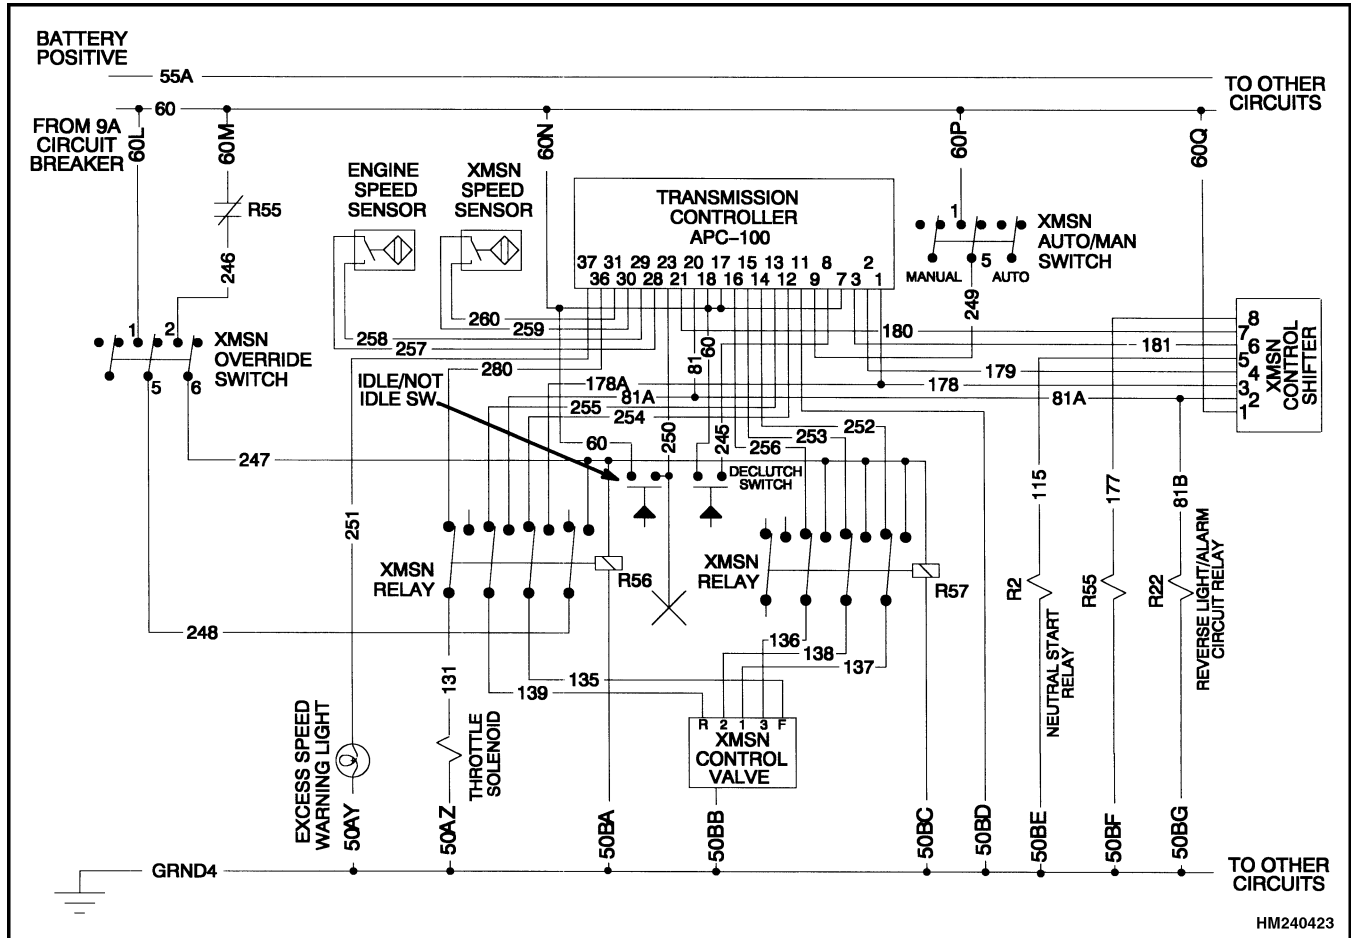 BATTERY
POSITIVE
55A
TO OTHER
CIRCUITS
60
FROM 9A
CIRCUIT
BREAKER
60L
60M
60N
60P
60Q
ENGINE
SPEED
SENSOR
XMSN
SPEED
SENSOR
TRANSMISSION
CONTROLLER
APC-100
R55
XMSN
AUTO/MAN
SWITCH
1
5
MANUAL
AUTO
37 31 29 23 20 17 15 13 11 8 2
36 30 28 21 18 16 14 12 9 7 3 1
246
249
260
259
258
257
180
181
8
7
6
5
4
3
2
1
XMSN
CONTROL
SHIFTER
1
2
XMSN
OVERRIDE
SWITCH
5
6
60
81
280
179
178
IDLE/NOT
IDLE SW
178A
81A
81A
255
254
252
253
256
250
245
60
247
DECLUTCH
SWITCH
251
115
177
81B
XMSN
RELAY
R56
XMSN
RELAY
R57
R2
R55
R22
NEUTRAL START
RELAY
REVERSE LIGHT/ALARM
CIRCUIT RELAY
248
136
138
137
131
135
139
R 2 1 3 F
XMSN
CONTROL
VALVE
EXCESS SPEED
WARNING LIGHT
THROTTLE
SOLENOID
50AY
50AZ
50BA
50BB
50BC
50BD
50BE
50BF
50BG
GRND4
TO OTHER
CIRCUITS
HM240423